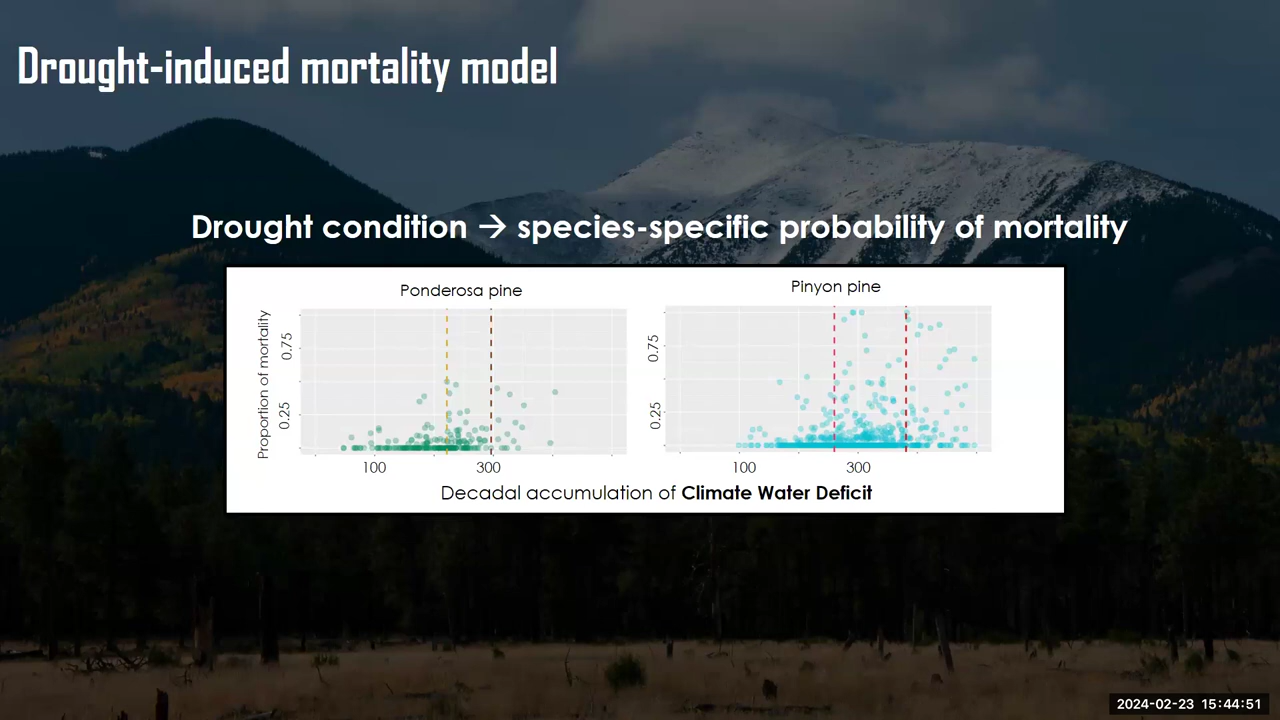 Drought-induced mortality model
Drought condition → species-specific probability of mortality
Ponderosa pine
Pinyon pine
Proportion of mortality
0.75
0.25
0.75
0.25
100
300
100
300
Decadal accumulation of Climate Water Deficit
2024-02-23 15:44:51